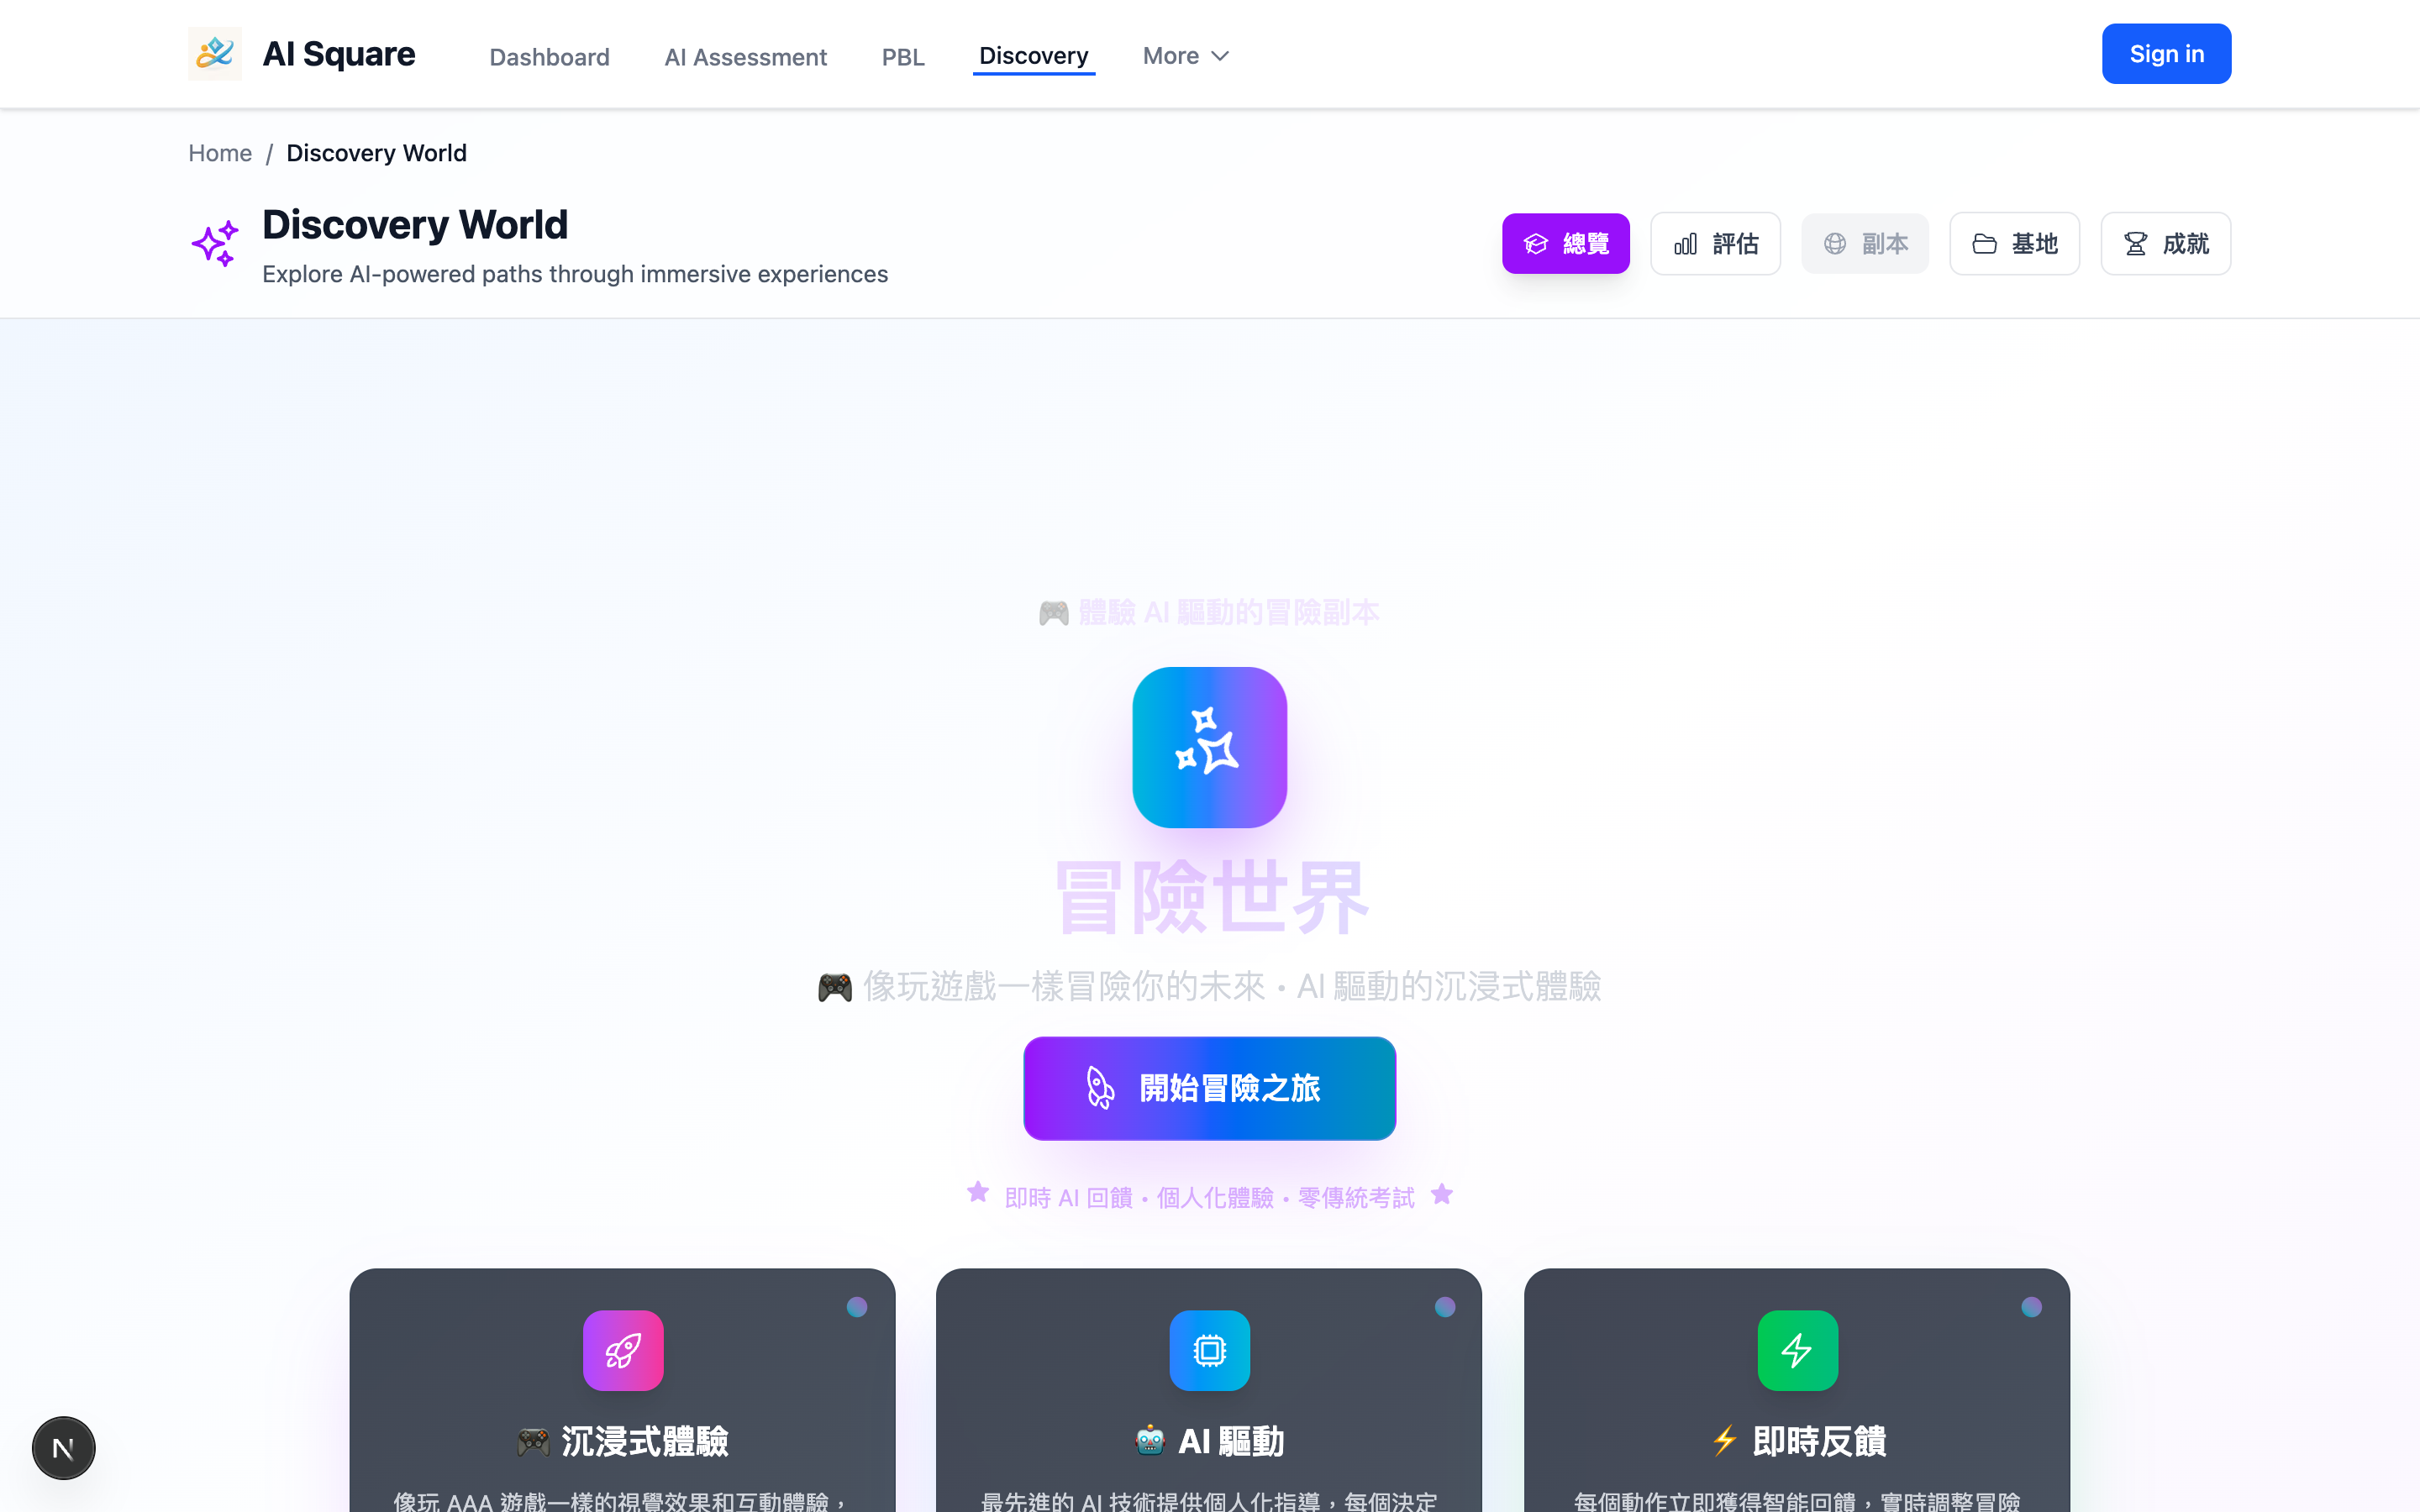 AI Square
Dashboard
AI Assessment
PBL
Discovery
More
Sign in
Home / Discovery World
Discovery World
Explore AI-powered paths through immersive experiences
總覽
評估
副本
基地
成就
🎮 體驗 AI 驅動的冒險副本
冒險世界
🎮 像玩遊戲一樣冒險你的未來 • AI 驅動的沉浸式體驗
開始冒險之旅
即時 AI 回饋 • 個人化體驗 • 零傳統考試
🎮 沉浸式體驗
像玩 AAA 遊戲一樣的視覺效果和互動體驗，
🤖 AI 驅動
最先進的 AI 技術提供個人化指導，每個決定
⚡ 即時反饋
每個動作立即獲得智能回饋，實時調整冒險
N